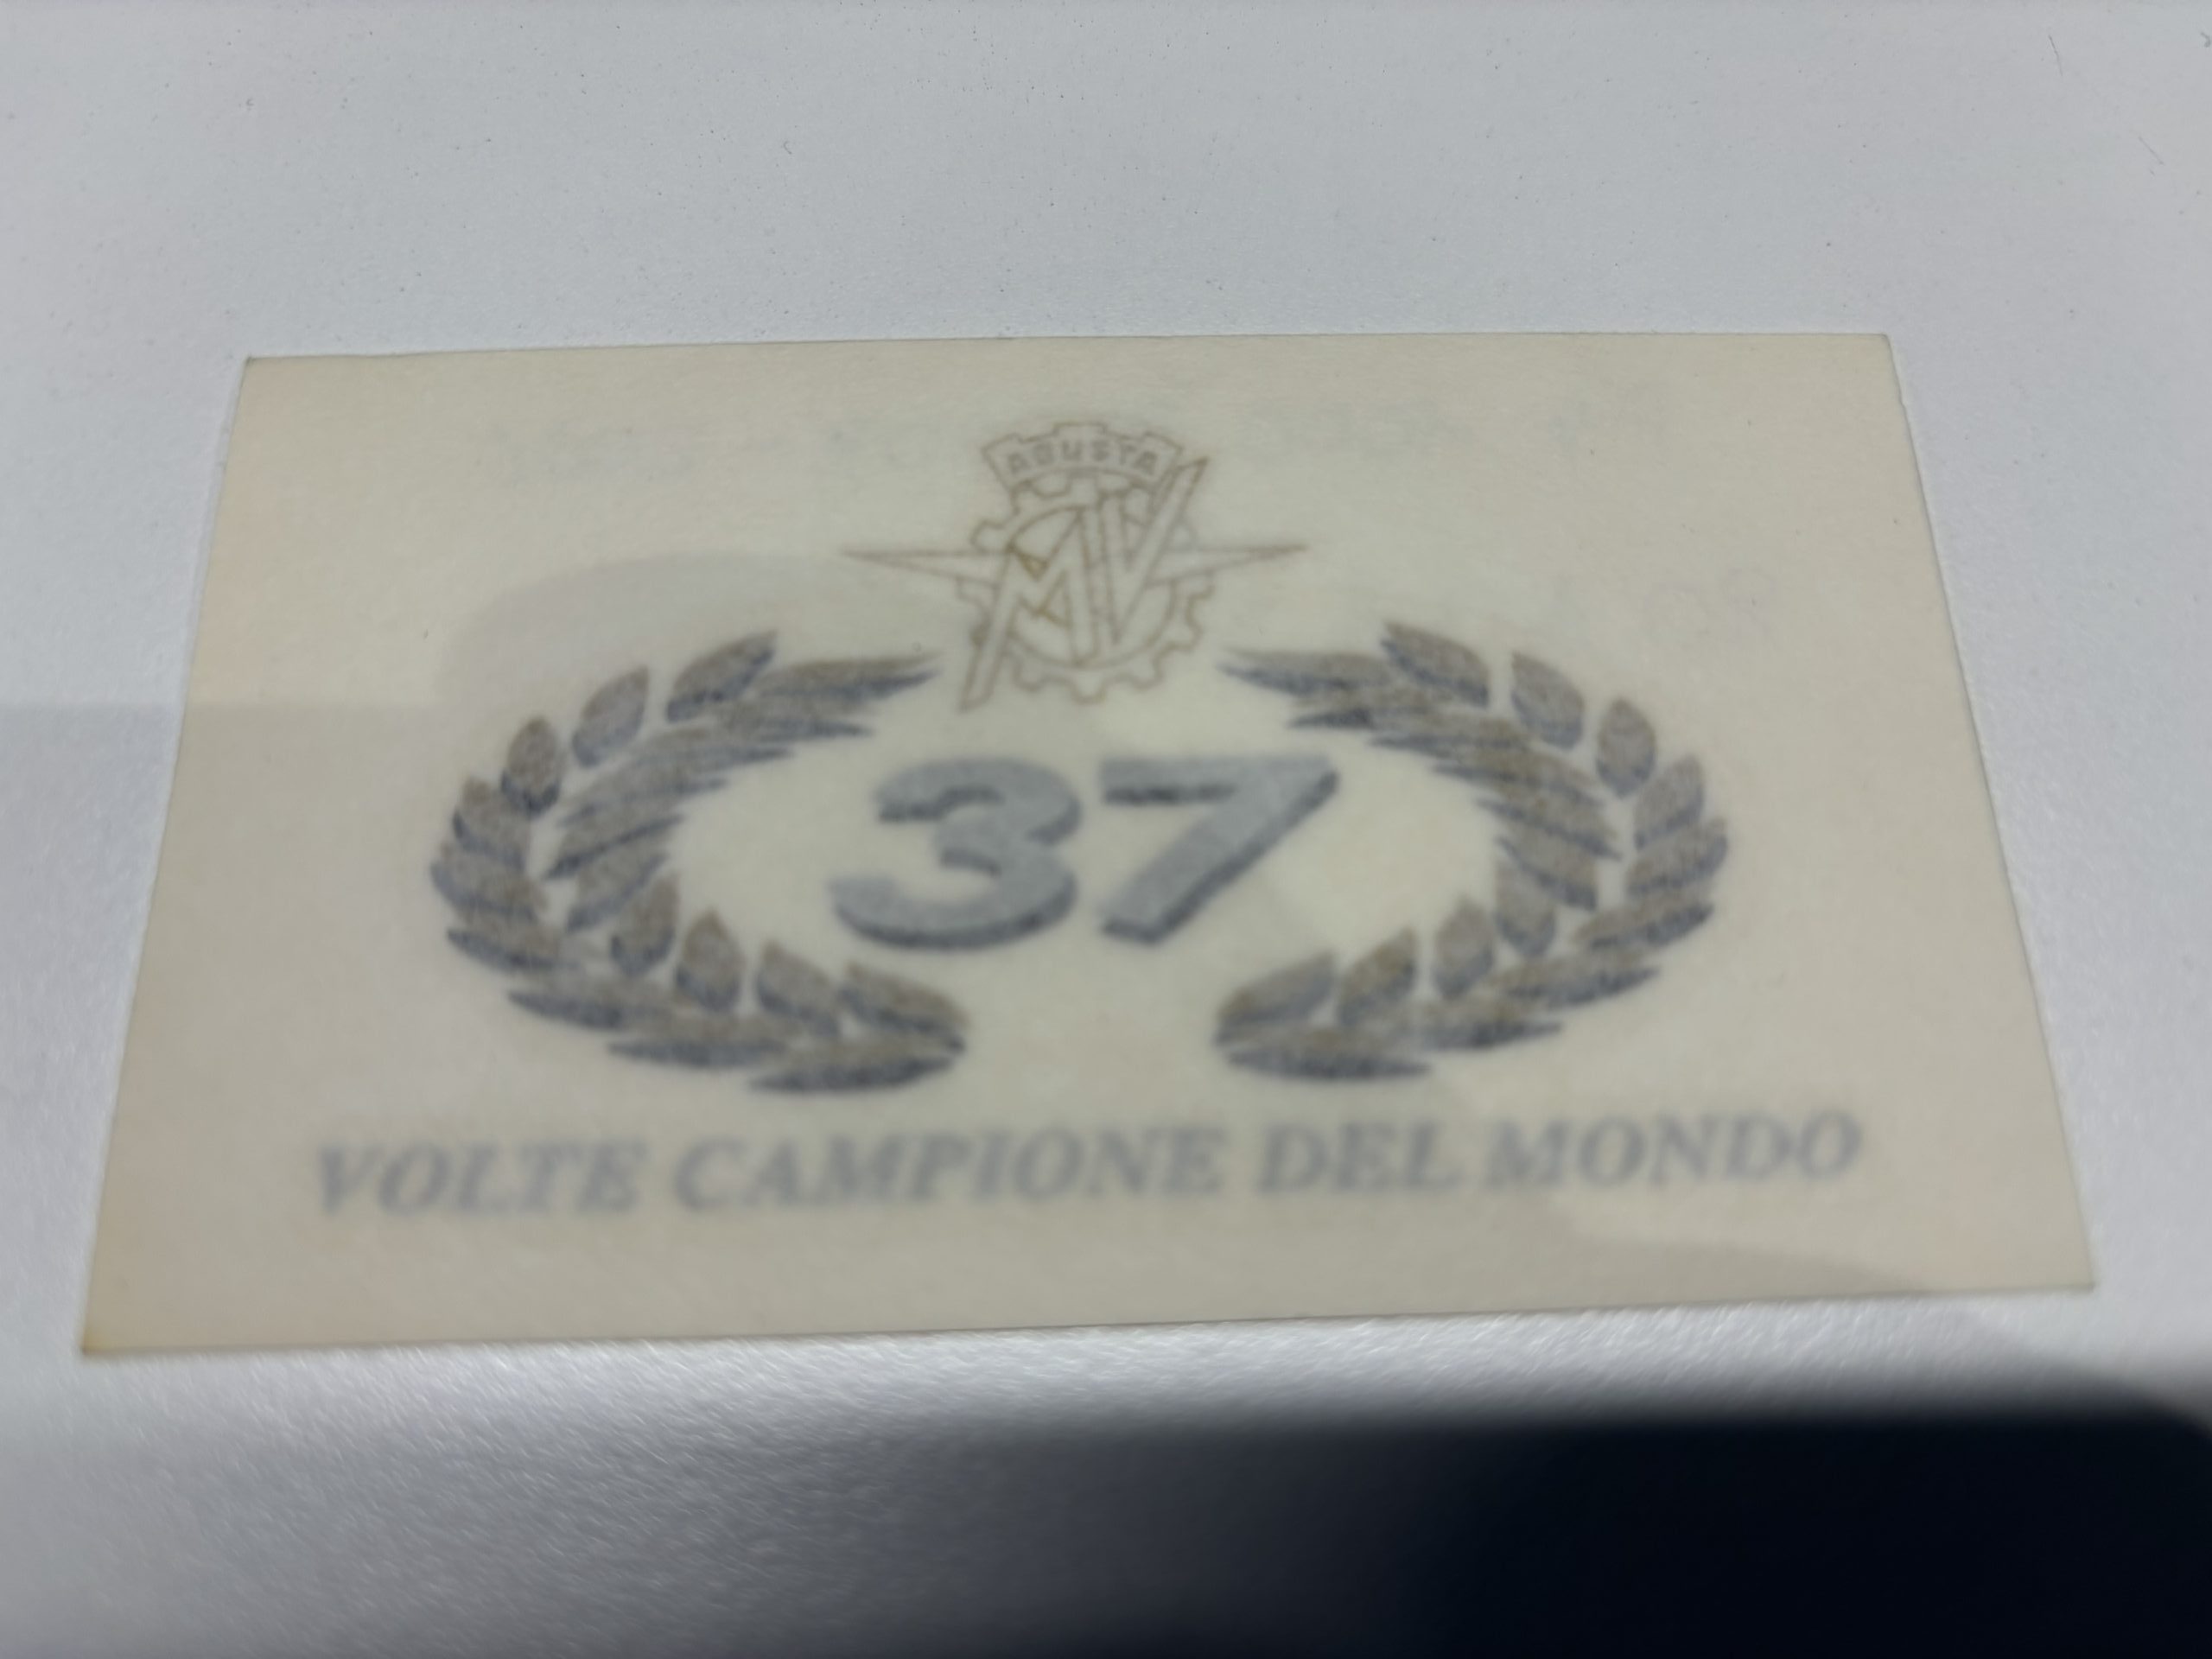 AGUSTA
MV
37
VOLTE CAMPIONE DEL MONDO